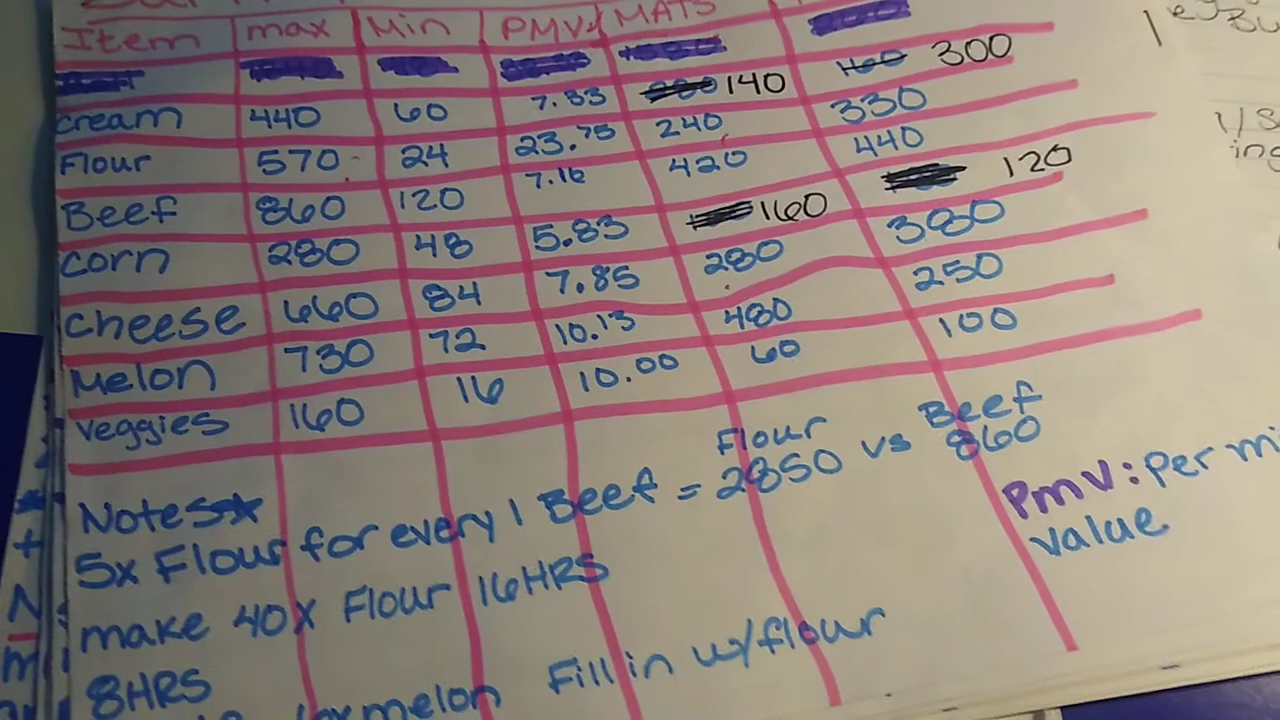 Item max Min PMV MATS
cream 440 60 7.33 140 300
Flour 570 24 23.75 240 330
Beef 860 120 7.16 420 440
corn 280 48 5.83 160 120
cheese 660 84 7.85 280 380
Melon 730 72 10.13 480 250
veggies 160 16 10.00 60 100
Notes*
Flour Beef
5x Flour for every 1 Beef = 2850 vs 860
make 40x Flour 16HRS
8HRS
melon Fill in w/flour
PMV: per
value